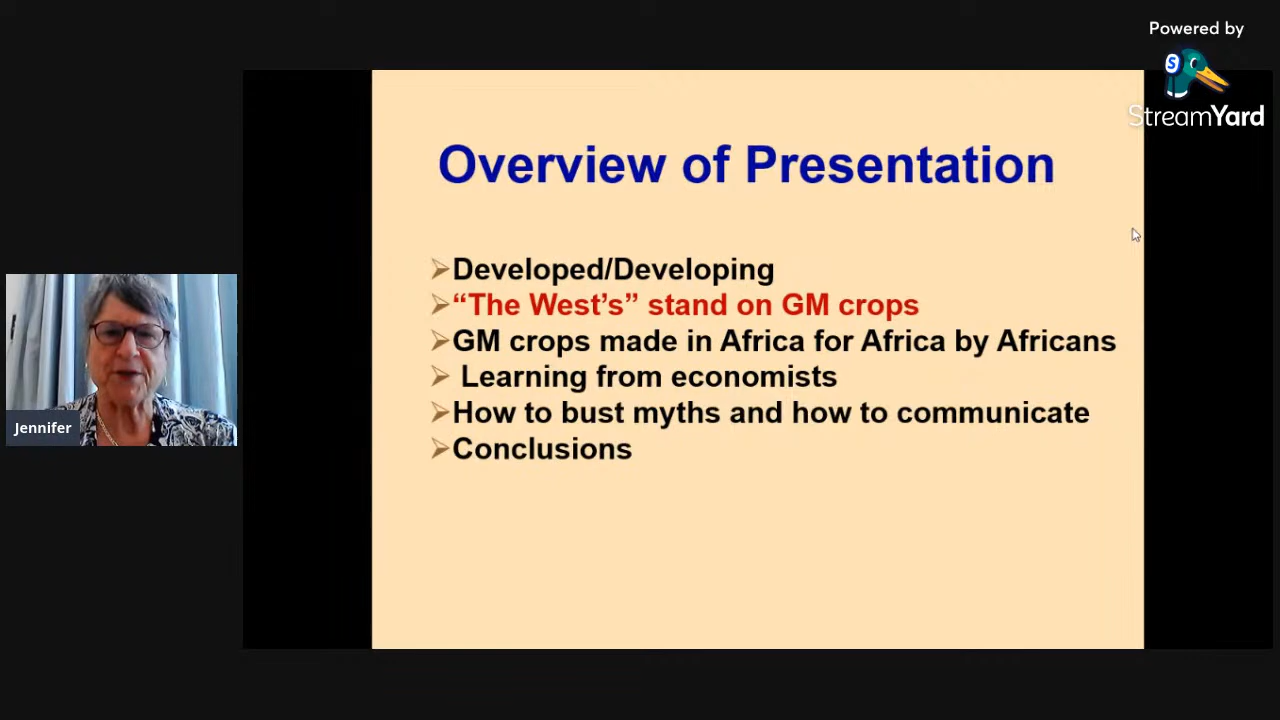 Powered by
S
StreamYard
Overview of Presentation
Developed/Developing
“The West’s” stand on GM crops
GM crops made in Africa for Africa by Africans
Learning from economists
How to bust myths and how to communicate
Conclusions
Jennifer